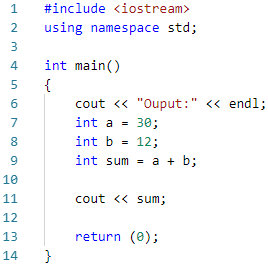 1 #include <iostream>
2 using namespace std;
3
4 int main()
5 {
6 cout << "Ouput:" << endl;
7 int a = 30;
8 int b = 12;
9 int sum = a + b;
10
11 cout << sum;
12
13 return (0);
14 }